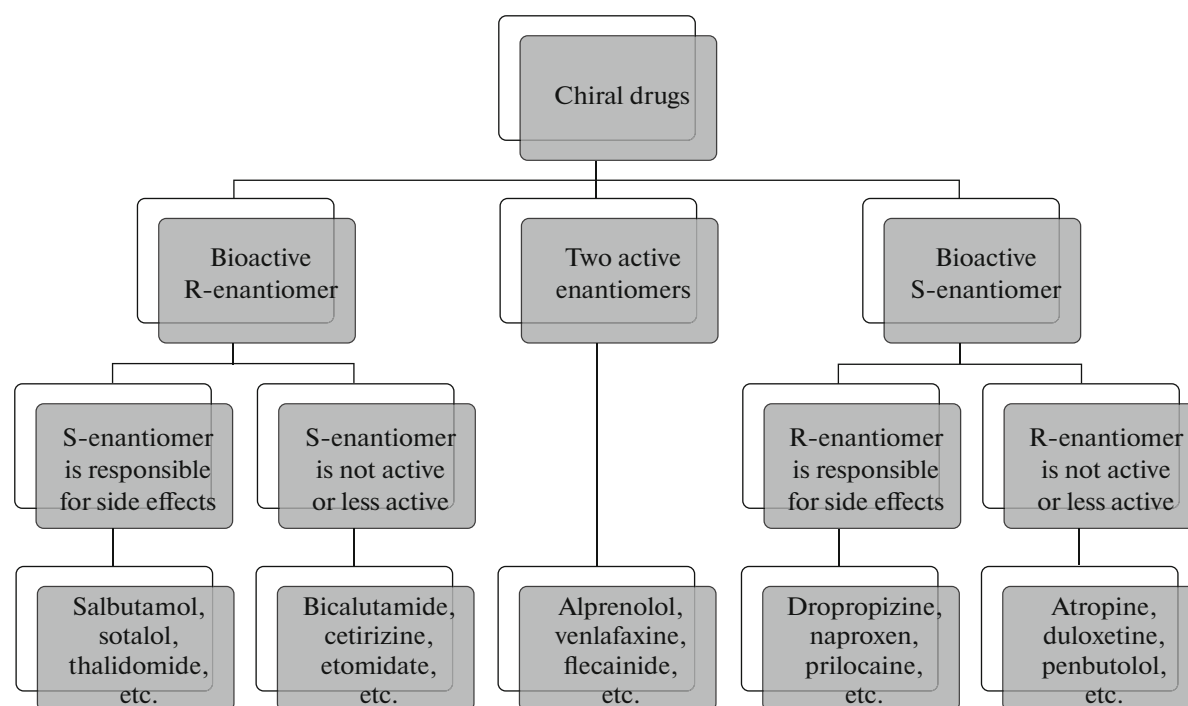 Chiral drugs
Bioactive
R-enantiomer
Two active
enantiomers
Bioactive
S-enantiomer
S-enantiomer
is responsible
for side effects
S-enantiomer
is not active
or less active
R-enantiomer
is responsible
for side effects
R-enantiomer
is not active
or less active
Salbutamol,
sotalol,
thalidomide,
etc.
Bicalutamide,
cetirizine,
etomidate,
etc.
Alprenolol,
venlafaxine,
flecainide,
etc.
Dropropizine,
naproxen,
prilocaine,
etc.
Atropine,
duloxetine,
penbutolol,
etc.